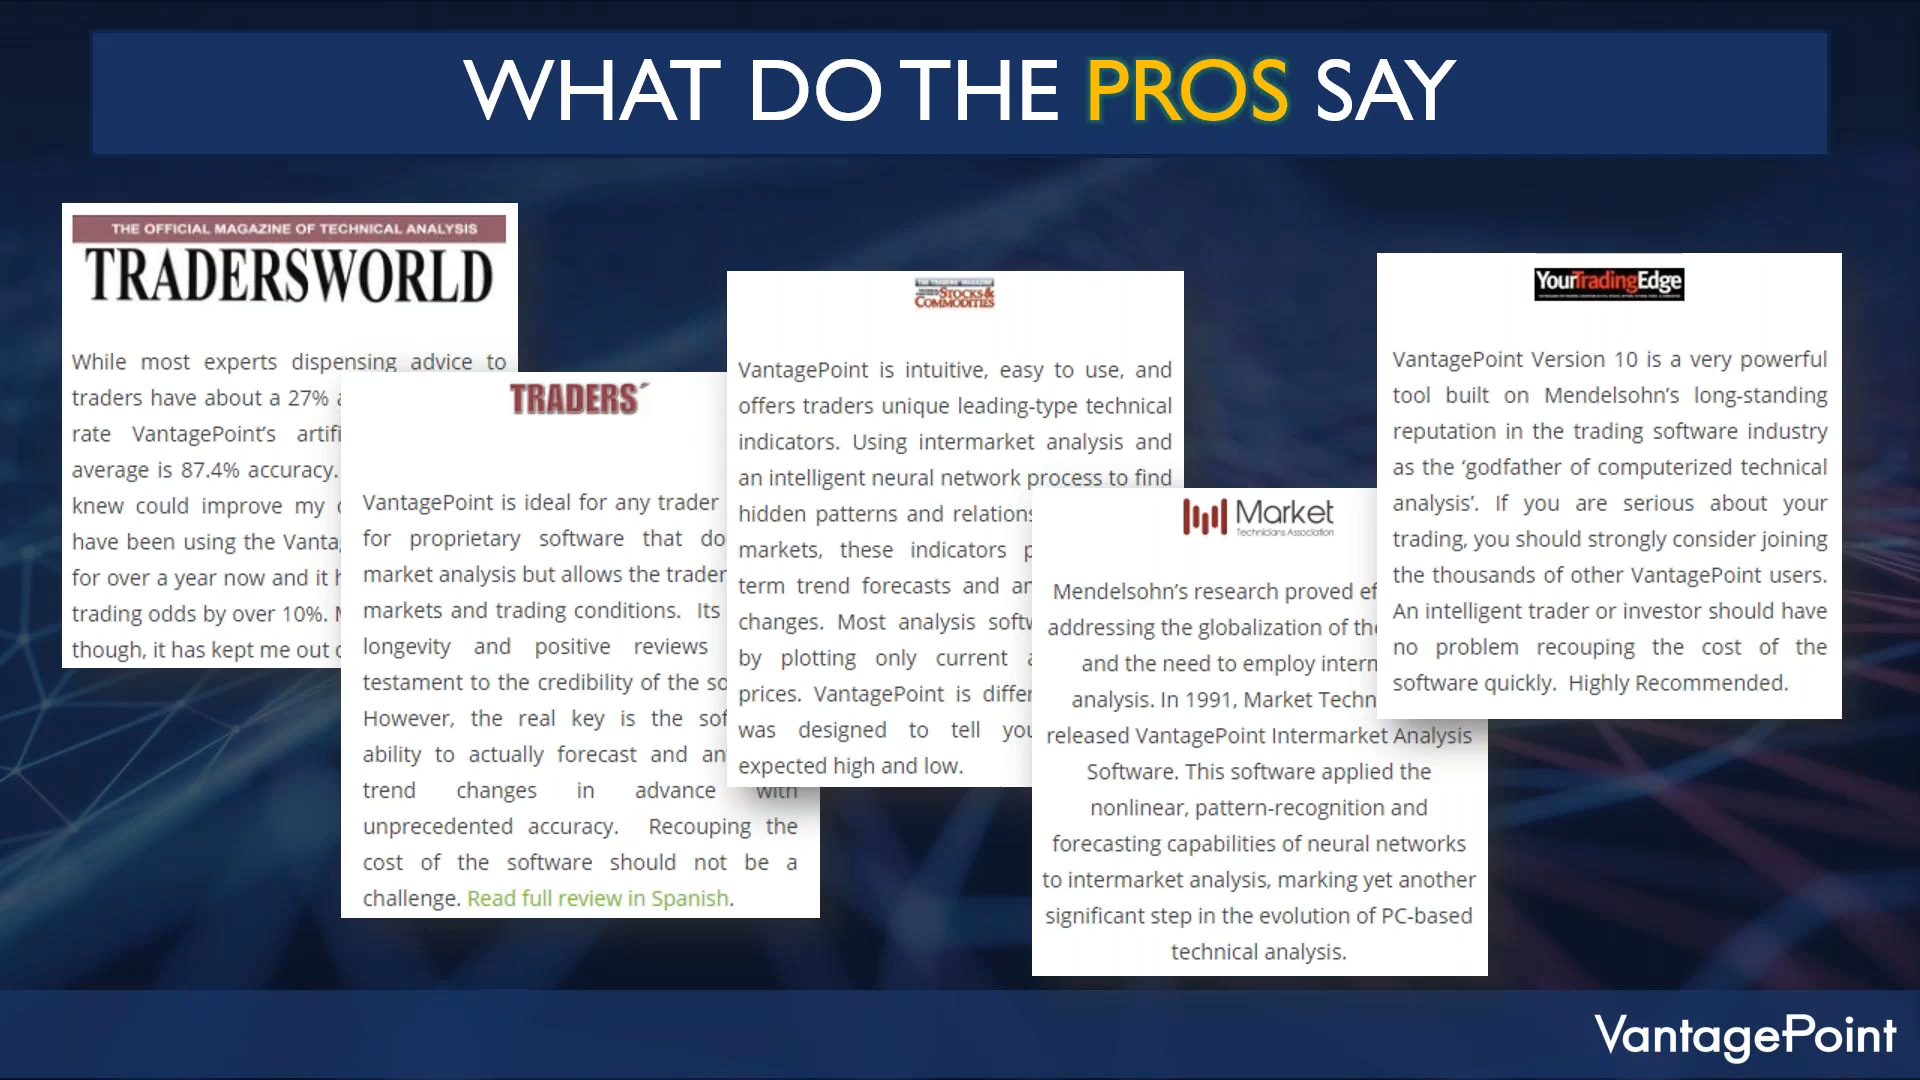 WHAT DO THE PROS SAY
THE OFFICIAL MAGAZINE OF TECHNICAL ANALYSIS
TRADERSWORLD
While most experts dispensing advice to
traders have about a 27%
rate VantagePoint's
average is 87.4% accuracy.
knew could improve my
have been using the
for over a year now and it
trading odds by over 10%.
though, it has kept me out
TRADERS´
VantagePoint is ideal for any trader
for proprietary software that
market analysis but allows the trader
markets and trading conditions. Its
longevity and positive reviews
testament to the credibility of the
However, the real key is the
ability to actually forecast and
trend changes in advance with
unprecedented accuracy. Recouping the
cost of the software should not be a
challenge. Read full review in Spanish.
STOCKS &
COMMODITIES
VantagePoint is intuitive, easy to use, and
offers traders unique leading-type technical
indicators. Using intermarket analysis and
an intelligent neural network process to find
hidden patterns and
markets, these indicators
term trend forecasts and
changes. Most analysis
by plotting only current
prices. VantagePoint is
was designed to tell
expected high and low.
Market
Technicians Association
Mendelsohn's research proved
addressing the globalization of
and the need to employ
analysis. In 1991, Market
released VantagePoint Intermarket Analysis
Software. This software applied the
nonlinear, pattern-recognition and
forecasting capabilities of neural networks
to intermarket analysis, marking yet another
significant step in the evolution of PC-based
technical analysis.
YourTradingEdge
VantagePoint Version 10 is a very powerful
tool built on Mendelsohn's long-standing
reputation in the trading software industry
as the 'godfather of computerized technical
analysis'. If you are serious about your
trading, you should strongly consider joining
the thousands of other VantagePoint users.
An intelligent trader or investor should have
no problem recouping the cost of the
software quickly. Highly Recommended.
VantagePoint